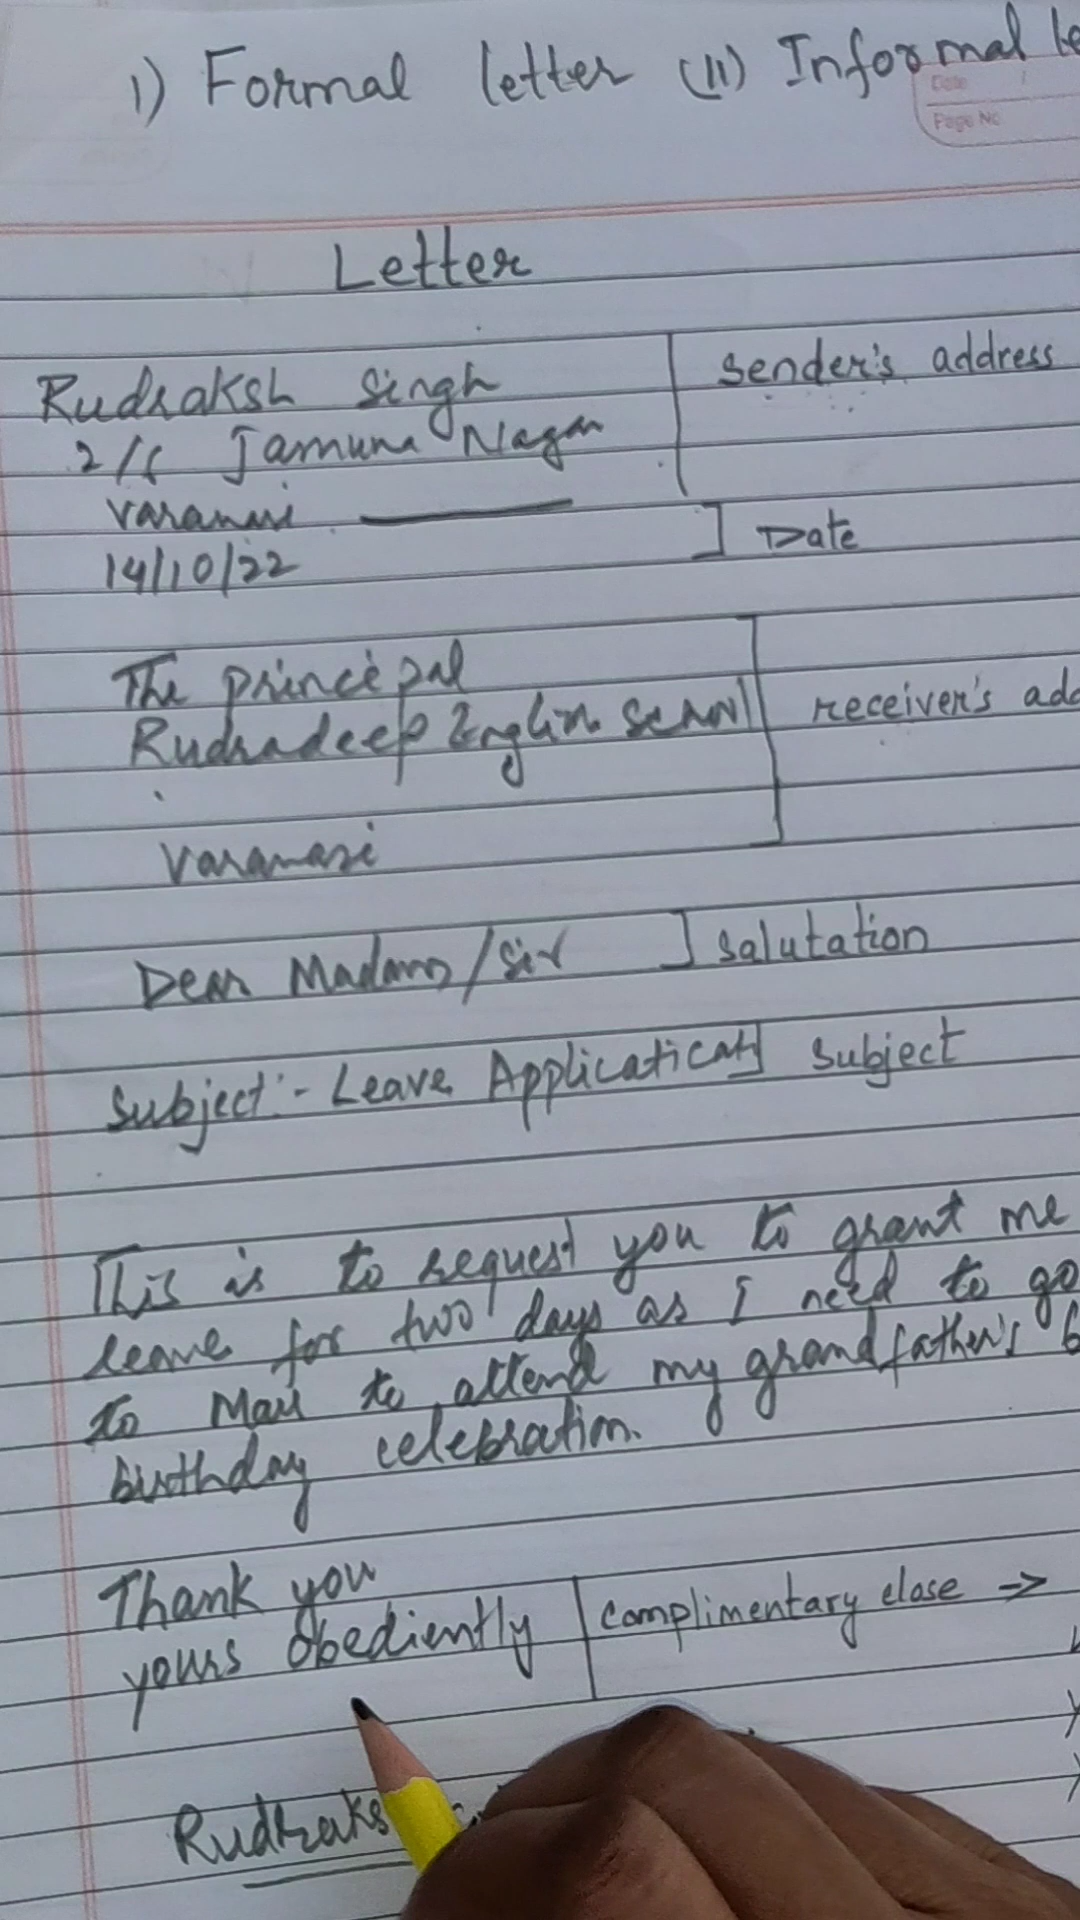 1) Formal letter (II) Informal le
Date
Page No
Letter
Rudraksh Singh
sender's address
2/6 Jamuna Nagar
varanasi
14/10/22
Date
The principal
Rudradeep English School
receiver's add
varanasi
Dear Madam/Sir
salutation
Subject:- Leave Application
subject
This is to request you to grant me
leave for two days as I need to go
to Mau to attend my grandfather's b
birthday celebration.
Thank you
yours obediently
complimentary close →
Rudraks